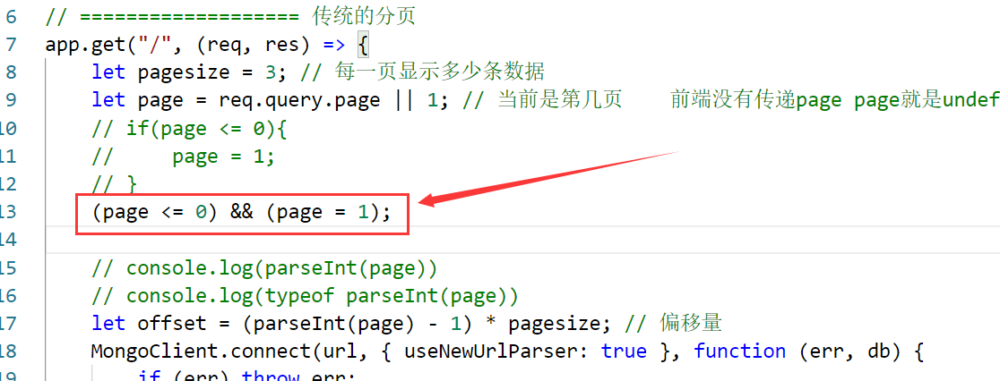 6 // =================== 传统的分页
7 app.get("/", (req, res) => {
8 let pagesize = 3; // 每一页显示多少条数据
9 let page = req.query.page || 1; // 当前是第几页 前端没有传递page page就是undef
10 // if(page <= 0){
11 // page = 1;
12 // }
13 (page <= 0) && (page = 1);
14
15 // console.log(parseInt(page))
16 // console.log(typeof parseInt(page))
17 let offset = (parseInt(page) - 1) * pagesize; // 偏移量
18 MongoClient.connect(url, { useNewUrlParser: true }, function (err, db) {
19 if (err) throw err;